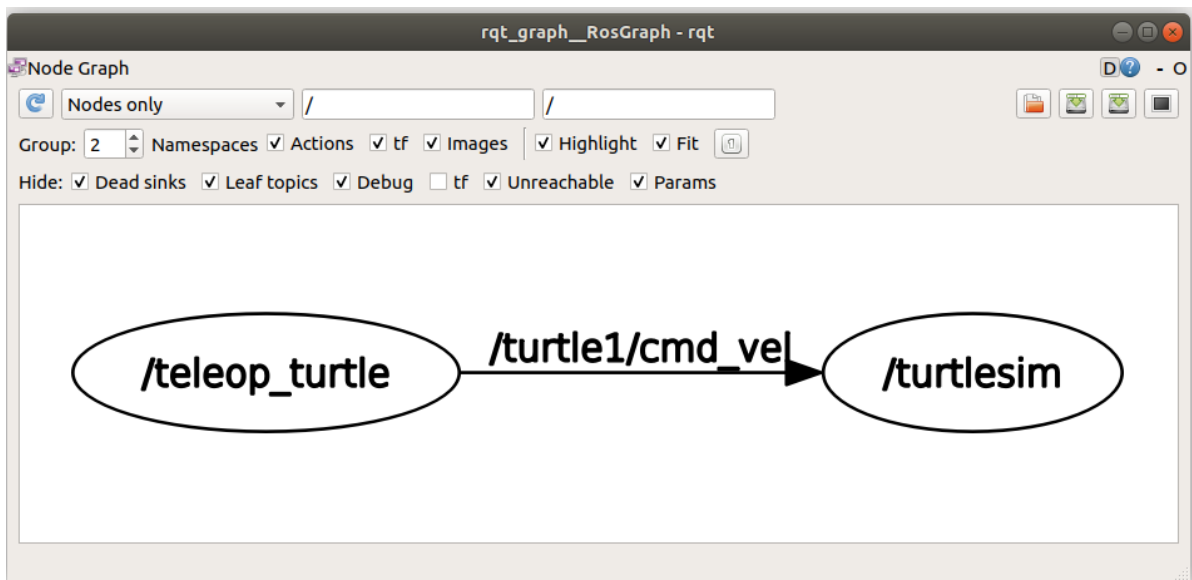 rqt_graph__RosGraph - rqt
Node Graph D ? - O
Nodes only / /
Group: 2 Namespaces Actions tf Images Highlight Fit
Hide: Dead sinks Leaf topics Debug tf Unreachable Params
/turtle1/cmd_vel
/teleop_turtle /turtlesim